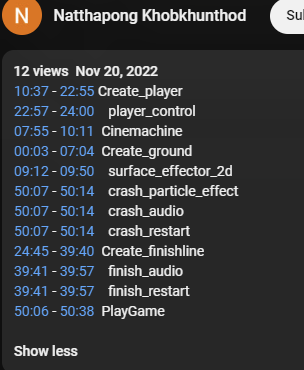 N Natthapong Khobkhunthod
12 views Nov 20, 2022
10:37 - 22:55 Create_player
22:57 - 24:00 player_control
07:55 - 10:11 Cinemachine
00:03 - 07:04 Create_ground
09:12 - 09:50 surface_effector_2d
50:07 - 50:14 crash_particle_effect
50:07 - 50:14 crash_audio
50:07 - 50:14 crash_restart
24:45 - 39:40 Create_finishline
39:41 - 39:57 finish_audio
39:41 - 39:57 finish_restart
50:06 - 50:38 PlayGame
Show less